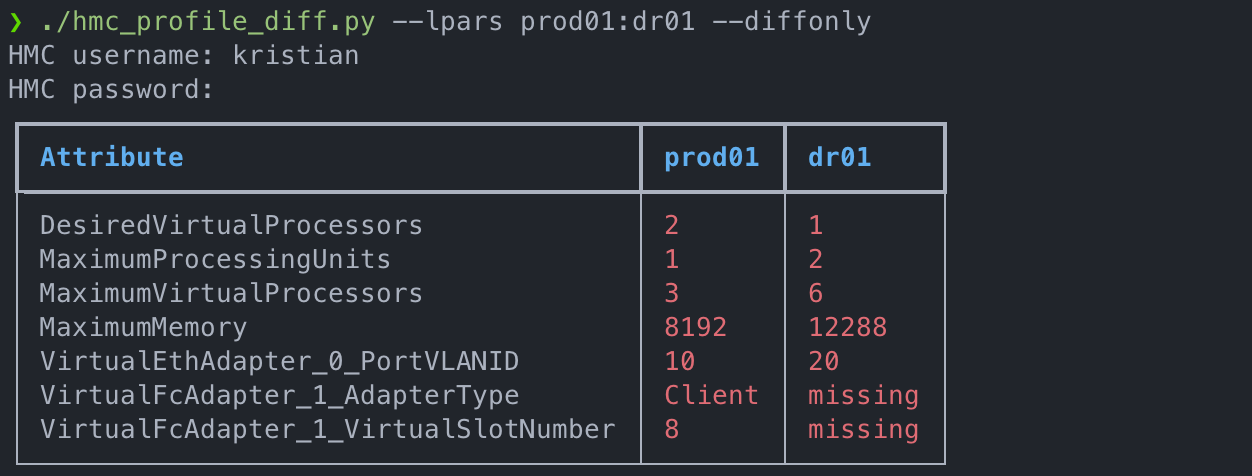 ❯ ./hmc_profile_diff.py --lpars prod01:dr01 --diffonly
HMC username: kristian
HMC password:
Attribute prod01 dr01
DesiredVirtualProcessors 2 1
MaximumProcessingUnits 1 2
MaximumVirtualProcessors 3 6
MaximumMemory 8192 12288
VirtualEthAdapter_0_PortVLANID 10 20
VirtualFcAdapter_1_AdapterType Client missing
VirtualFcAdapter_1_VirtualSlotNumber 8 missing